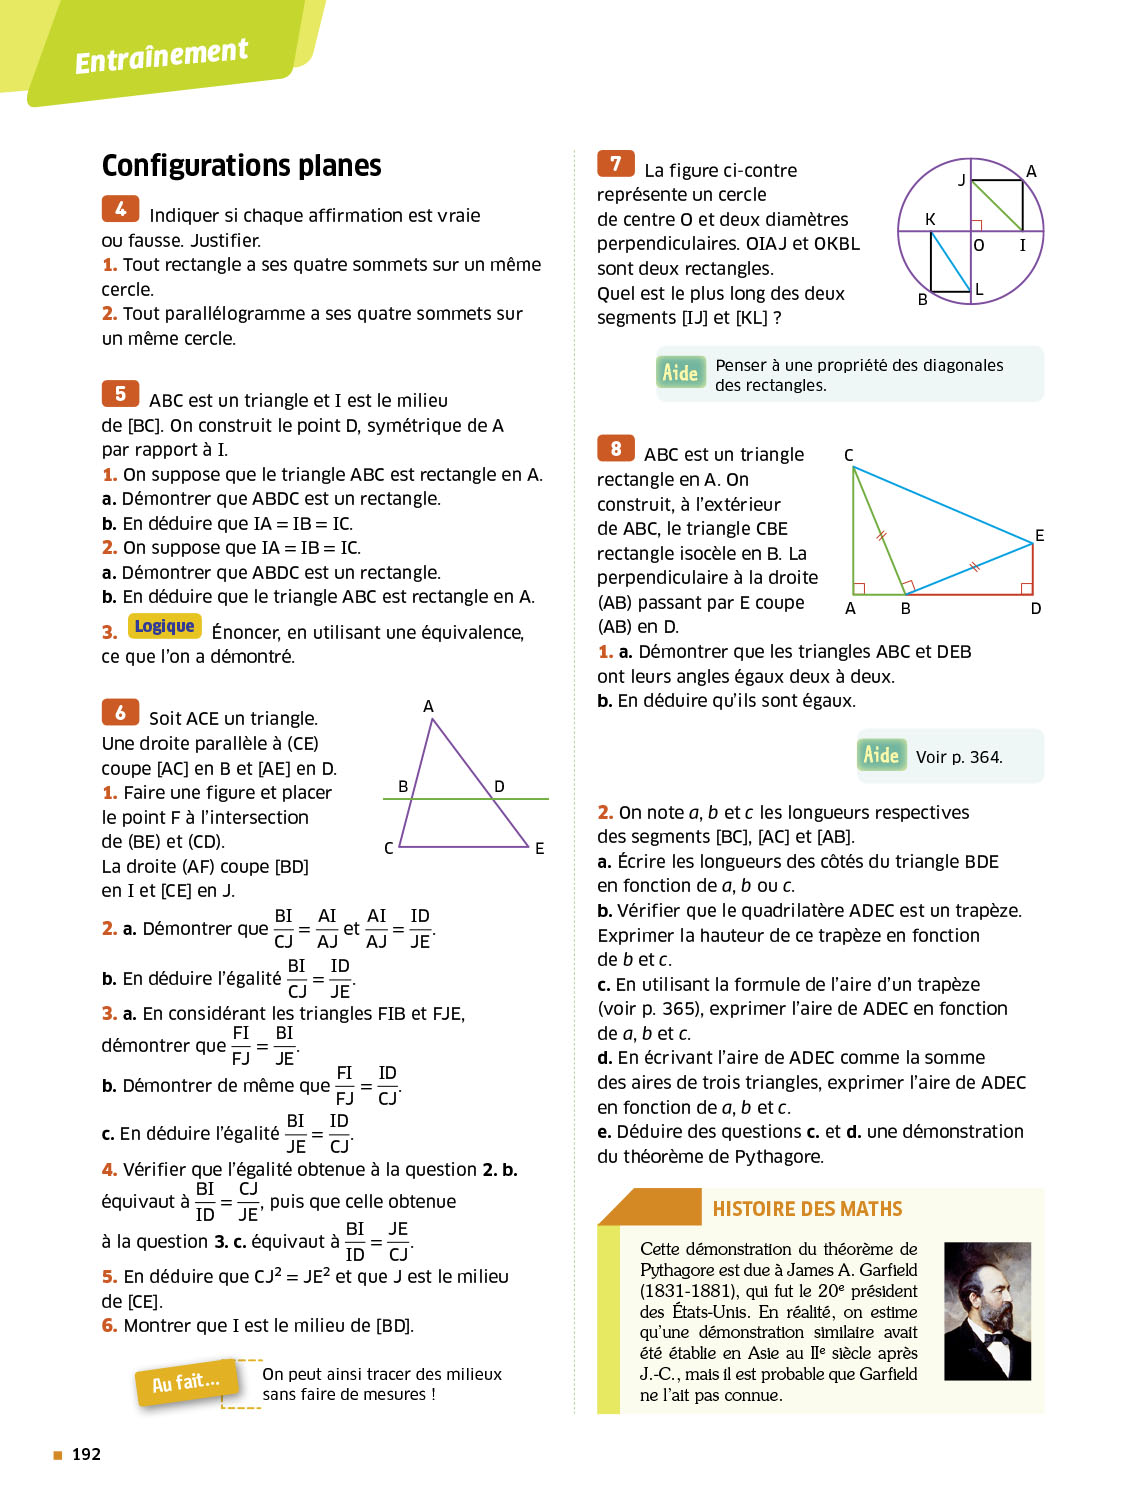 Entraînement
Configurations planes
4 Indiquer si chaque affirmation est vraie
ou fausse. Justifier.
1. Tout rectangle a ses quatre sommets sur un même
cercle.
2. Tout parallélogramme a ses quatre sommets sur
un même cercle.
5 ABC est un triangle et I est le milieu
de [BC]. On construit le point D, symétrique de A
par rapport à I.
1. On suppose que le triangle ABC est rectangle en A.
a. Démontrer que ABDC est un rectangle.
b. En déduire que IA = IB = IC.
2. On suppose que IA = IB = IC.
a. Démontrer que ABDC est un rectangle.
b. En déduire que le triangle ABC est rectangle en A.
3. Logique Énoncer, en utilisant une équivalence,
ce que l'on a démontré.
6 Soit ACE un triangle.
Une droite parallèle à (CE)
coupe [AC] en B et [AE] en D.
1. Faire une figure et placer
le point F à l'intersection
de (BE) et (CD).
La droite (AF) coupe [BD]
en I et [CE] en J.
A
B
D
C
E
2. a. Démontrer que BI/CJ = AI/AJ et AI/AJ = ID/JE.
b. En déduire l'égalité BI/CJ = ID/JE.
3. a. En considérant les triangles FIB et FJE,
démontrer que FI/FJ = BI/JE.
b. Démontrer de même que FI/FJ = ID/CJ.
c. En déduire l'égalité BI/JE = ID/CJ.
4. Vérifier que l'égalité obtenue à la question 2. b.
équivaut à BI/ID = CJ/JE, puis que celle obtenue
à la question 3. c. équivaut à BI/ID = JE/CJ.
5. En déduire que CJ² = JE² et que J est le milieu
de [CE].
6. Montrer que I est le milieu de [BD].
Au fait...
On peut ainsi tracer des milieux
sans faire de mesures !
192
7 La figure ci-contre
représente un cercle
de centre O et deux diamètres
perpendiculaires. OIAJ et OKBL
sont deux rectangles.
Quel est le plus long des deux
segments [IJ] et [KL] ?
J
A
K
O
I
B
L
Aide Penser à une propriété des diagonales
des rectangles.
8 ABC est un triangle
rectangle en A. On
construit, à l'extérieur
de ABC, le triangle CBE
rectangle isocèle en B. La
perpendiculaire à la droite
(AB) passant par E coupe
(AB) en D.
C
E
A
B
D
1. a. Démontrer que les triangles ABC et DEB
ont leurs angles égaux deux à deux.
b. En déduire qu'ils sont égaux.
Aide Voir p. 364.
2. On note a, b et c les longueurs respectives
des segments [BC], [AC] et [AB].
a. Écrire les longueurs des côtés du triangle BDE
en fonction de a, b ou c.
b. Vérifier que le quadrilatère ADEC est un trapèze.
Exprimer la hauteur de ce trapèze en fonction
de b et c.
c. En utilisant la formule de l'aire d'un trapèze
(voir p. 365), exprimer l'aire de ADEC en fonction
de a, b et c.
d. En écrivant l'aire de ADEC comme la somme
des aires de trois triangles, exprimer l'aire de ADEC
en fonction de a, b et c.
e. Déduire des questions c. et d. une démonstration
du théorème de Pythagore.
HISTOIRE DES MATHS
Cette démonstration du théorème de
Pythagore est due à James A. Garfield
(1831-1881), qui fut le 20e président
des États-Unis. En réalité, on estime
qu'une démonstration similaire avait
été établie en Asie au IIe siècle après
J.-C., mais il est probable que Garfield
ne l'ait pas connue.